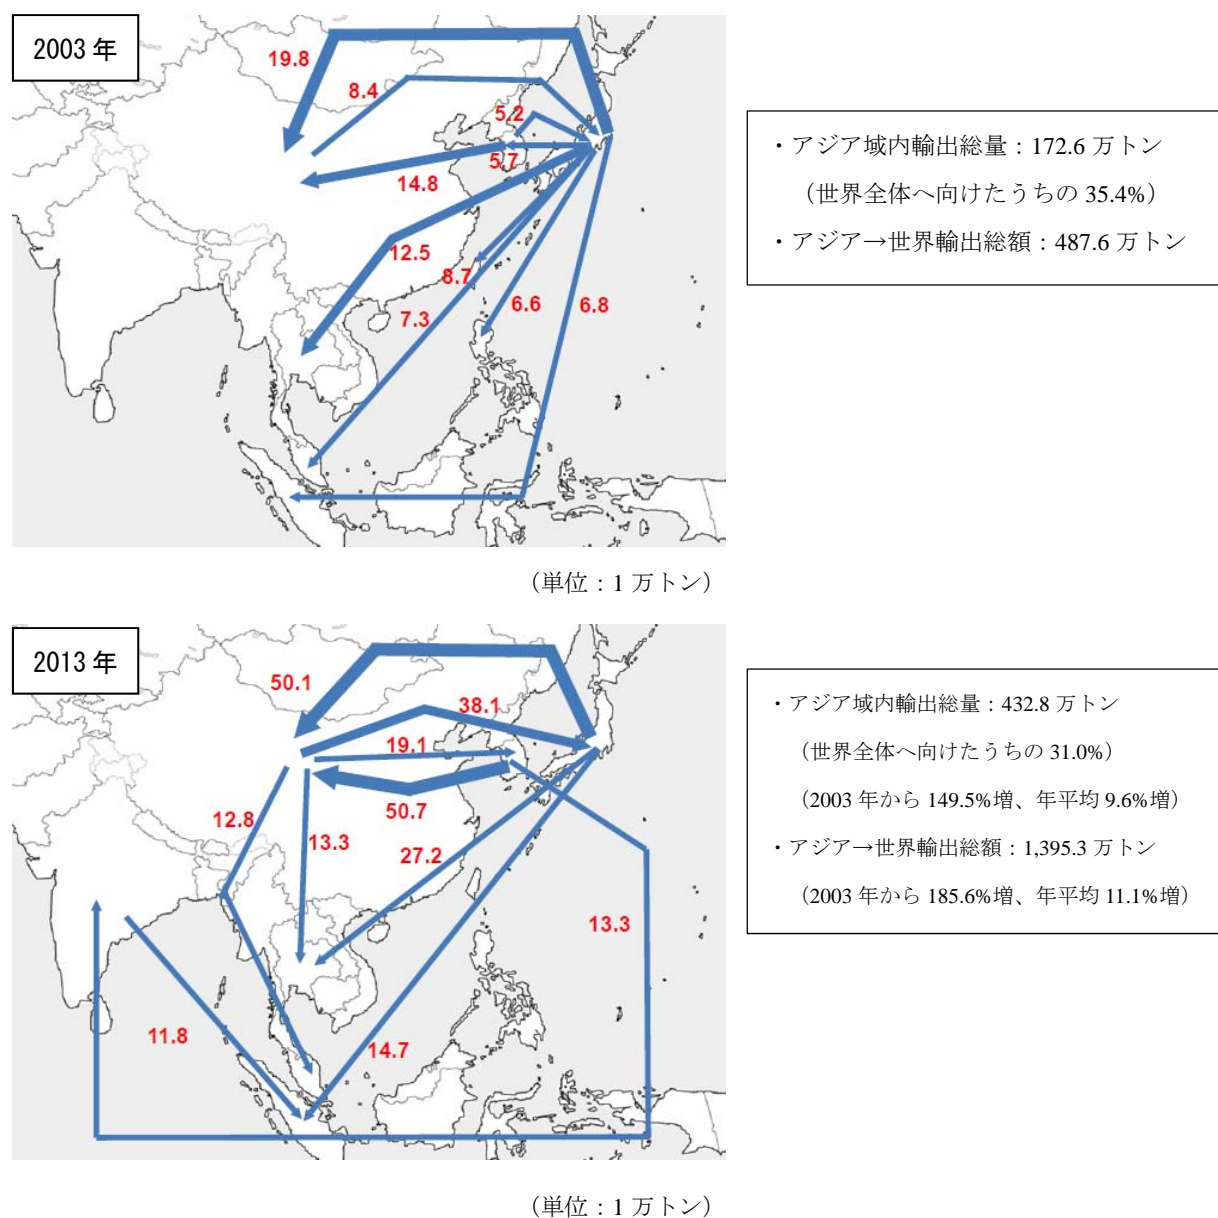 2003 年
19.8
8.4
5.2
5.7
14.8
12.5
8.7
7.3
6.6
6.8
・アジア域内輸出総量：172.6 万トン
（世界全体へ向けたうちの 35.4%）
・アジア→世界輸出総額：487.6 万トン
（単位：1 万トン）
2013 年
50.1
38.1
19.1
50.7
12.8
13.3
27.2
13.3
11.8
14.7
・アジア域内輸出総量：432.8 万トン
（世界全体へ向けたうちの 31.0%）
（2003 年から 149.5%増、年平均 9.6%増）
・アジア→世界輸出総額：1,395.3 万トン
（2003 年から 185.6%増、年平均 11.1%増）
（単位：1 万トン）